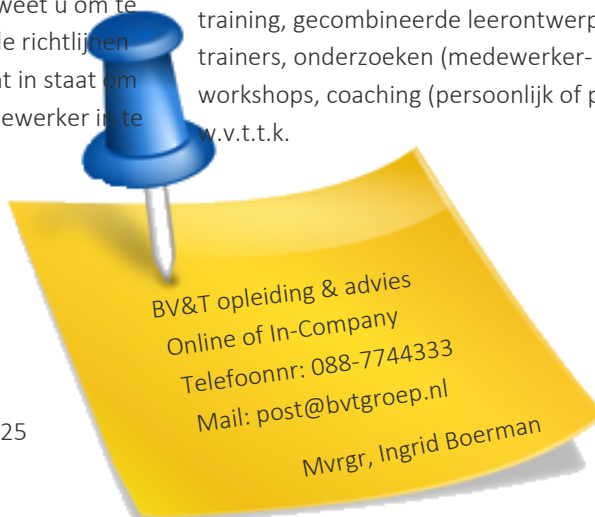 weet u om te
de richtlijnen
in staat om
ewerker in te
training, gecombineerde
trainers, onderzoeken (medewerker-
workshops, coaching (persoonlijk of
w.v.t.t.k.
BV&T opleiding & advies
Online of In-Company
Telefoonnr: 088-7744333
Mail: post@bvtgroep.nl
Mvrgr, Ingrid Boerman
25